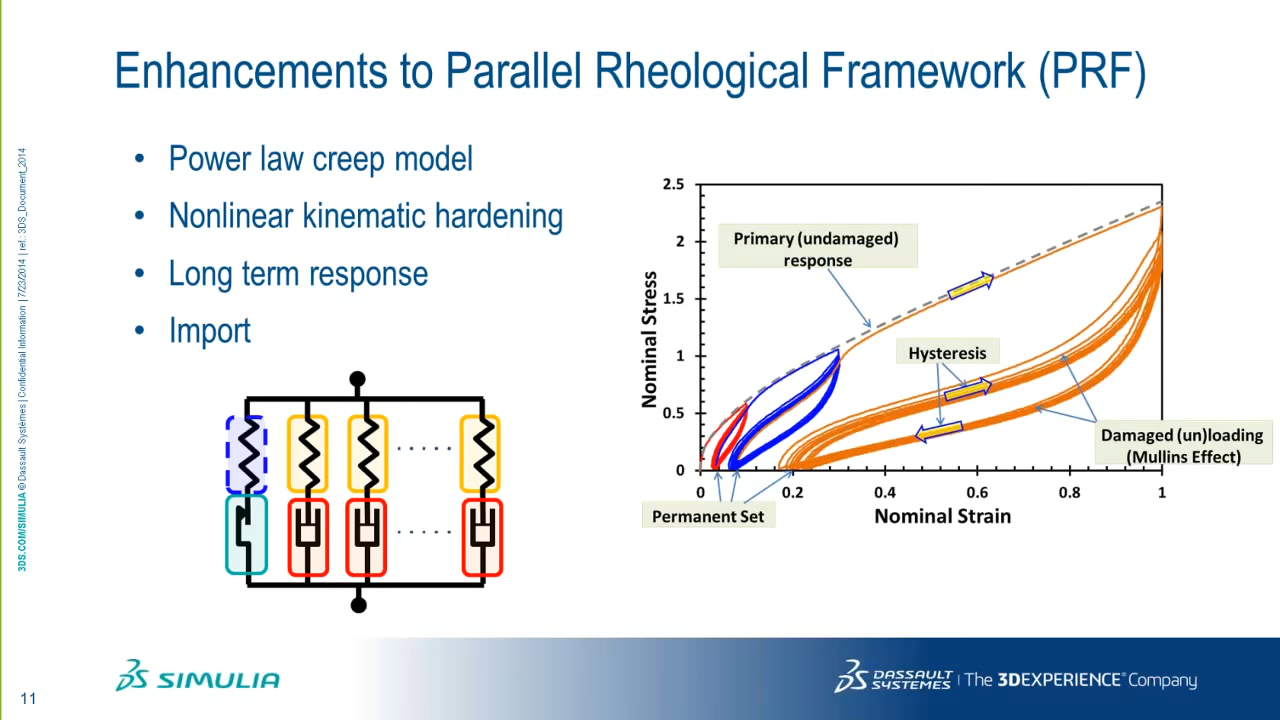 Enhancements to Parallel Rheological Framework (PRF)
• Power law creep model
• Nonlinear kinematic hardening
• Long term response
• Import
2.5
2
1.5
1
0.5
0
0
0.2
0.4
0.6
0.8
1
Nominal Stress
Nominal Strain
Primary (undamaged)
response
Hysteresis
Damaged (un)loading
(Mullins Effect)
Permanent Set
3DS.COM/SIMULIA © Dassault Systèmes | Confidential Information | 7/23/2014 | ref.: 3DS_Document_2014
11
SIMULIA
DASSAULT
SYSTEMES
The 3DEXPERIENCE® Company